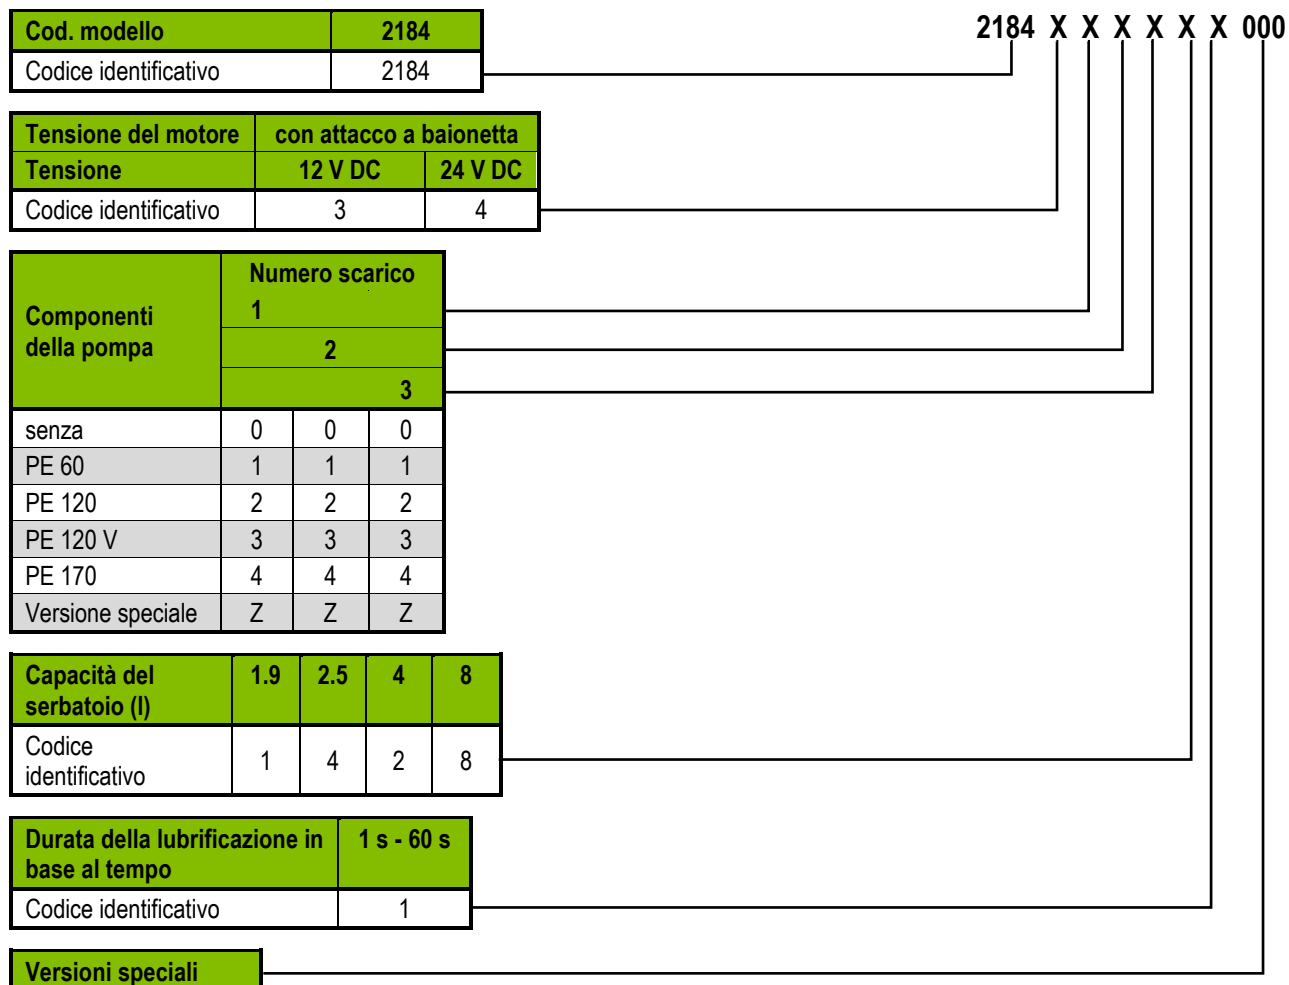 Cod. modello 2184
Codice identificativo 2184
2184 X X X X X X 000
Tensione del motore con attacco a baionetta
Tensione 12 V DC 24 V DC
Codice identificativo 3 4
Componenti
della pompa
Numero scarico
1
2
3
senza 0 0 0
PE 60 1 1 1
PE 120 2 2 2
PE 120 V 3 3 3
PE 170 4 4 4
Versione speciale Z Z Z
Capacità del
serbatoio (l)
1.9 2.5 4 8
Codice
identificativo
1 4 2 8
Durata della lubrificazione in
base al tempo
1 s - 60 s
Codice identificativo 1
Versioni speciali